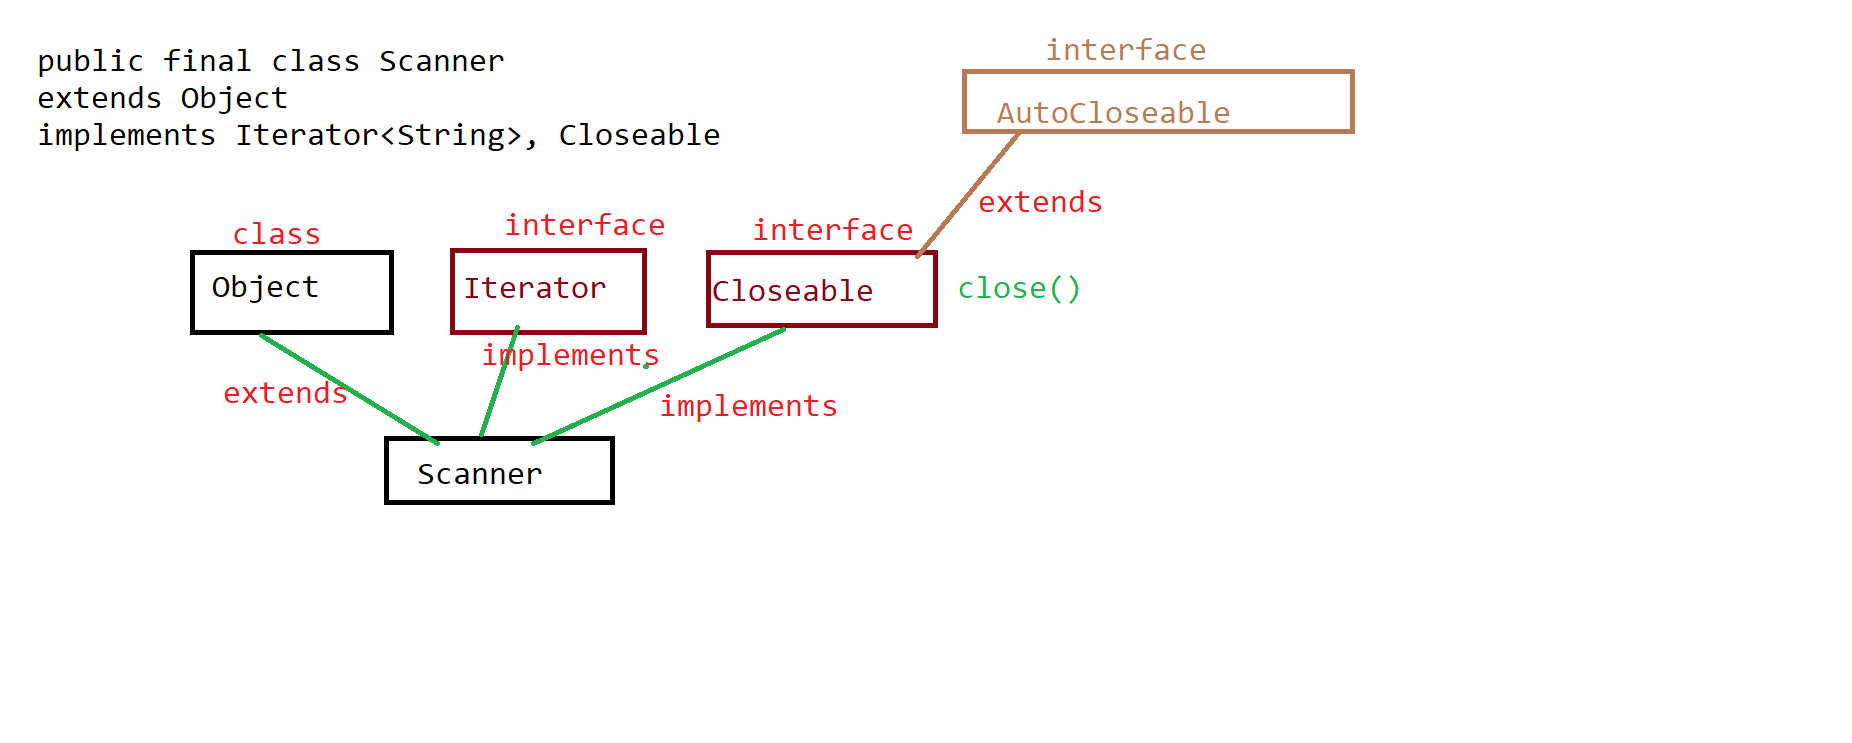 public final class Scanner
extends Object
implements Iterator<String>, Closeable
interface
AutoCloseable
extends
class
interface
interface
Object
Iterator
Closeable
close()
implements
extends
implements
Scanner